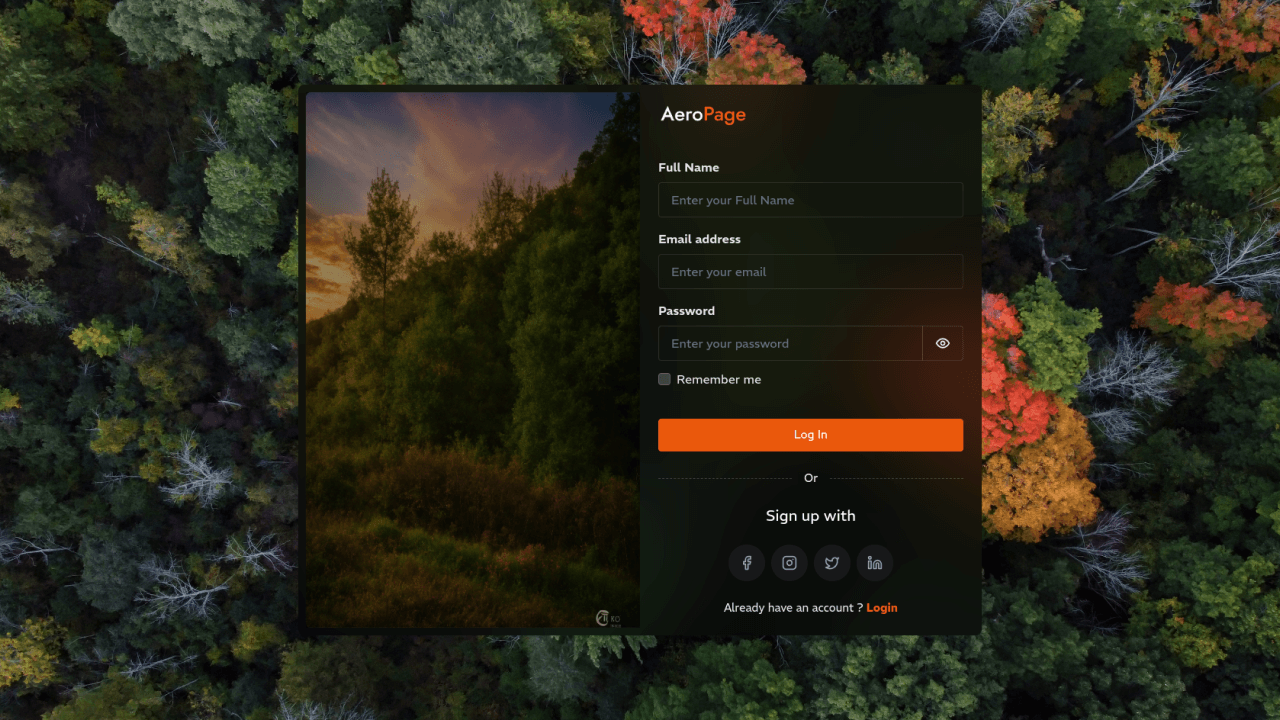 AeroPage
Full Name
Enter your Full Name
Email address
Enter your email
Password
Enter your password
Remember me
Log In
Or
Sign up with
Already have an account ? Login